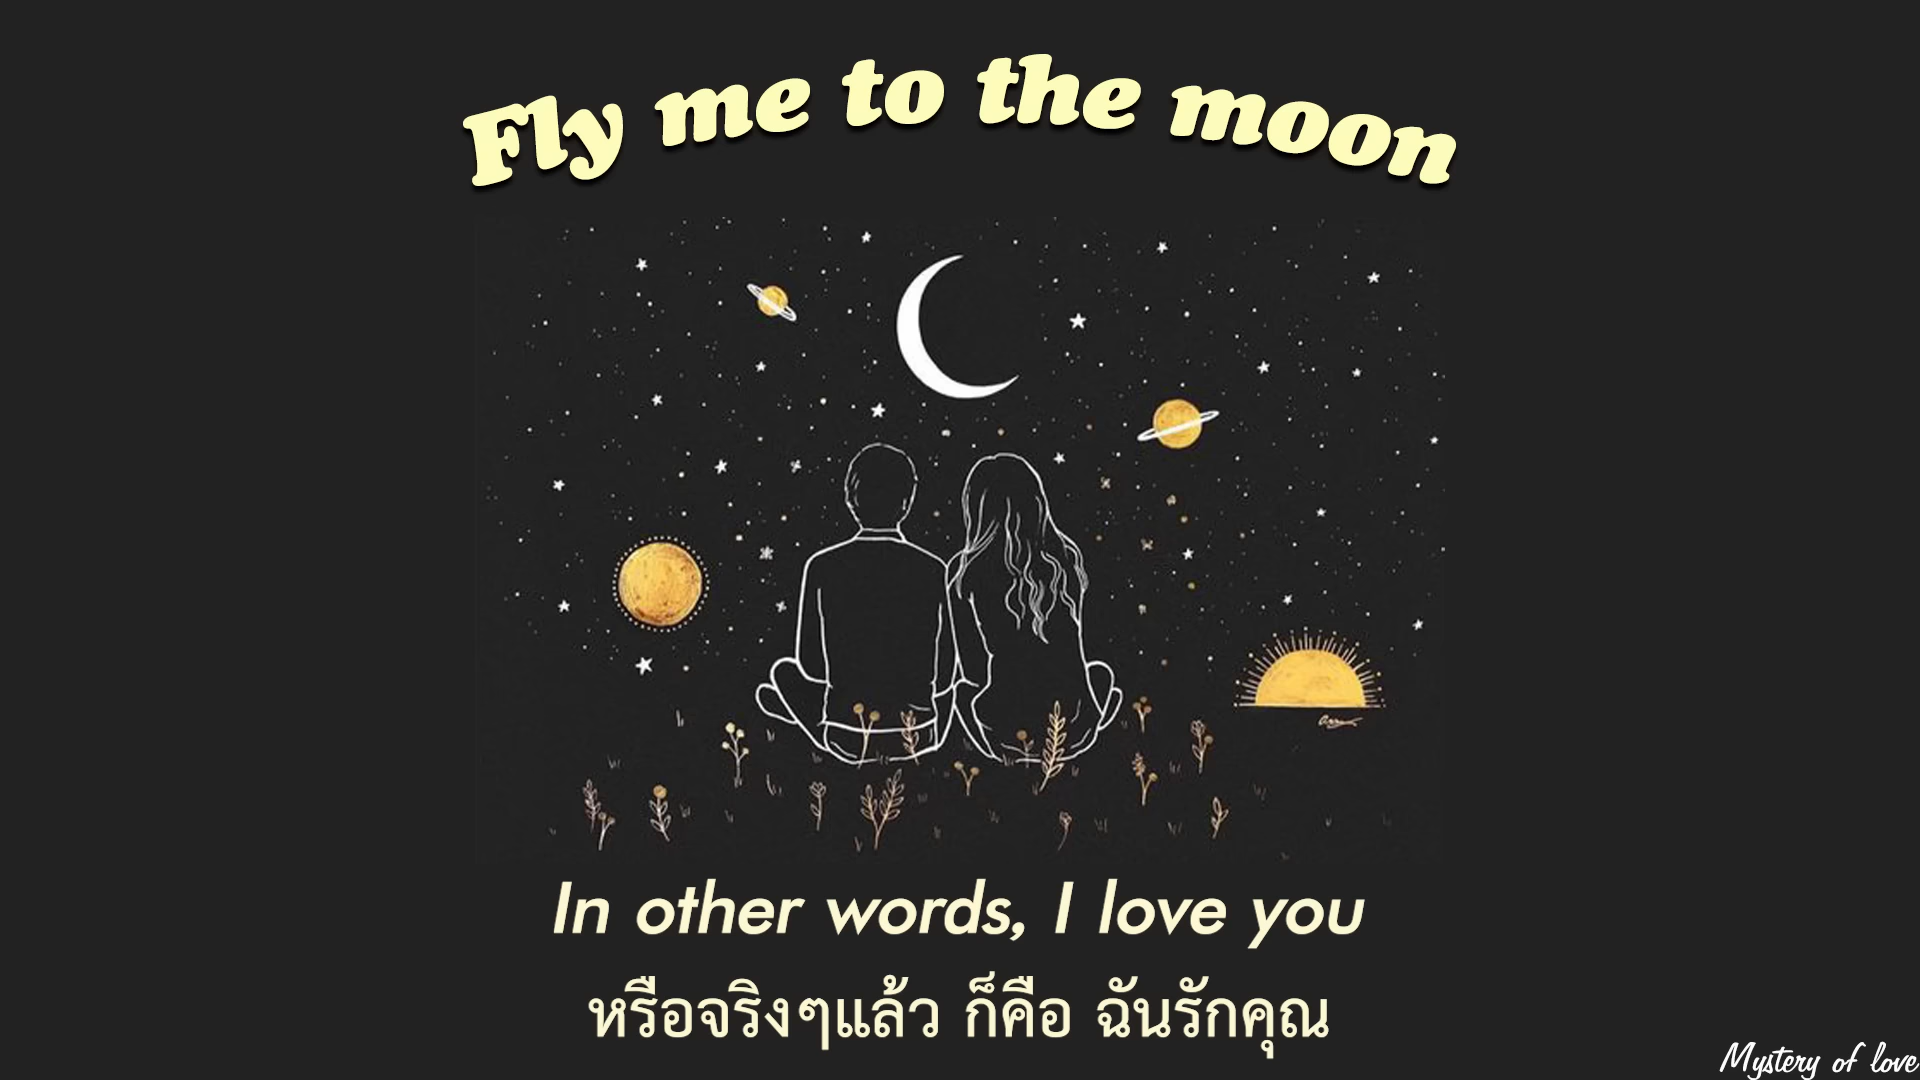 Fly me to the moon
In other words, I love you
หรือจริงๆแล้ว ก็คือ ฉันรักคุณ
Mystery of love